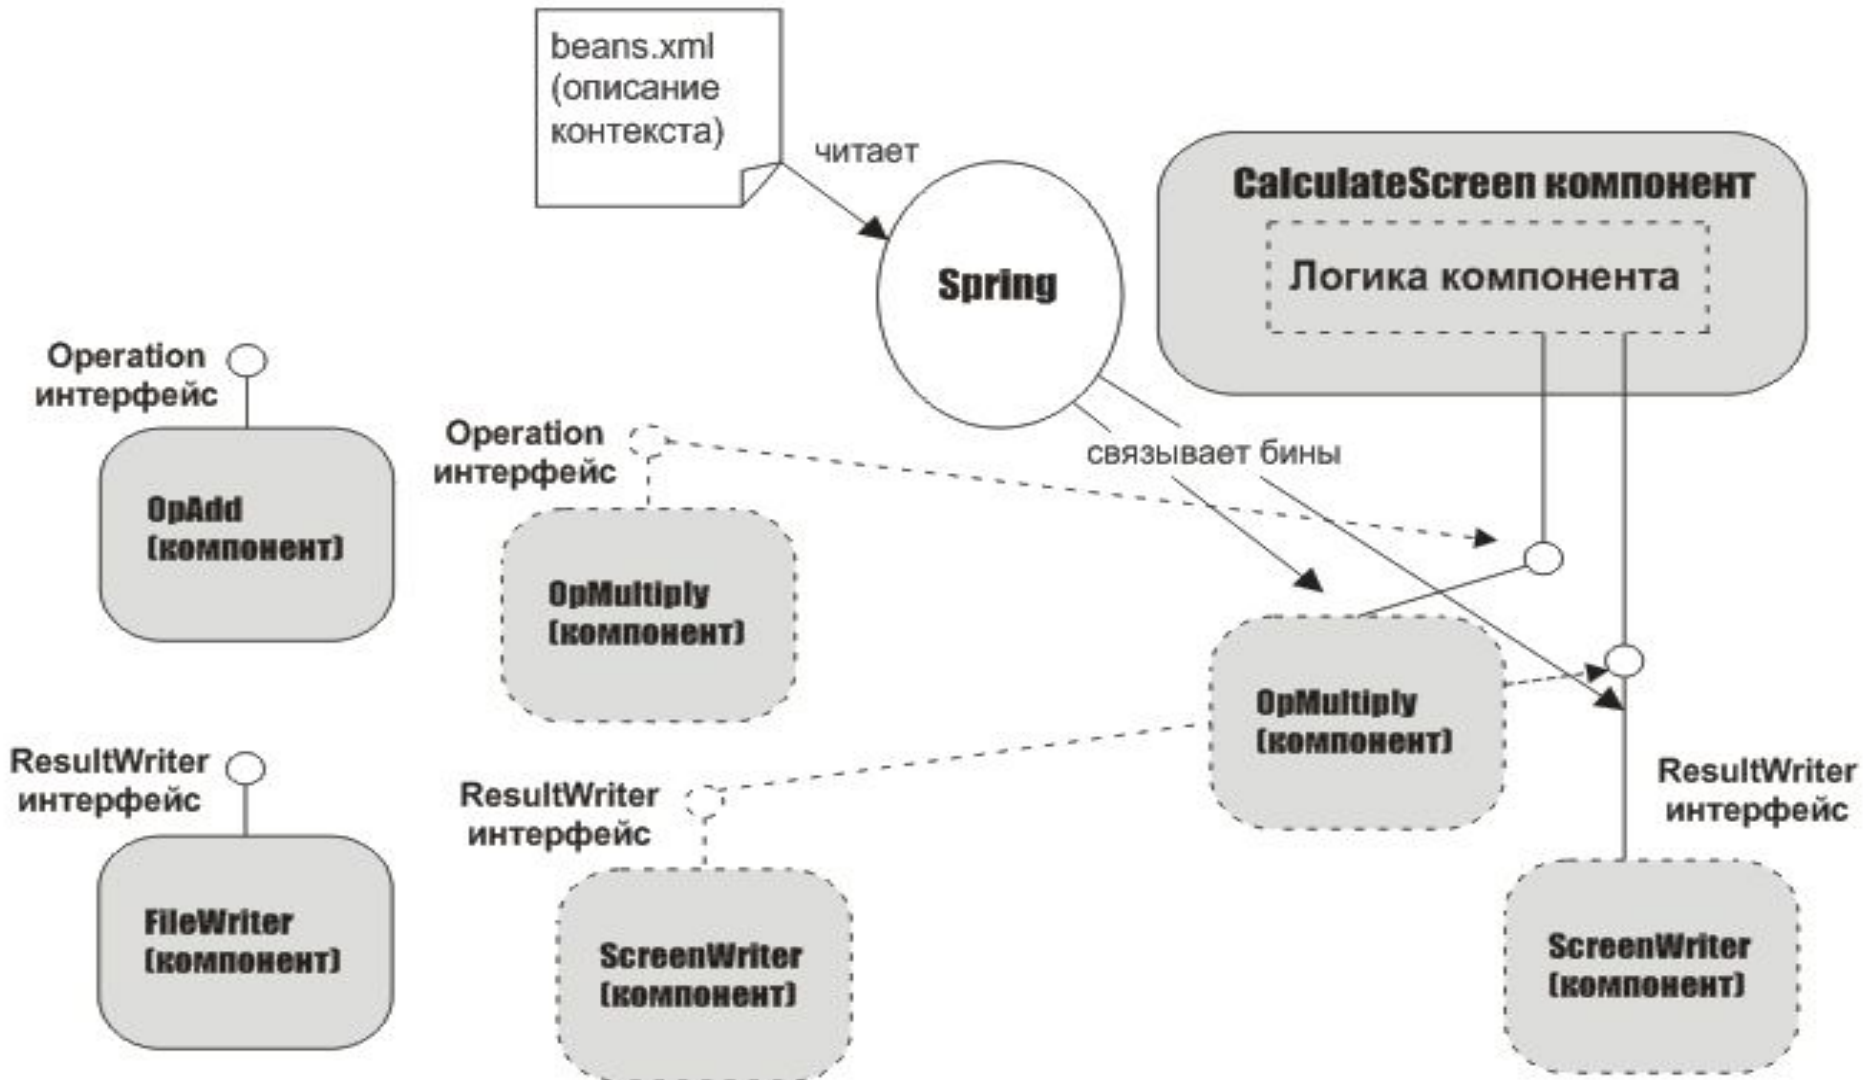 beans.xml
(описание
контекста)
читает
CalculateScreen компонент
Логика компонента
Spring
Operation
интерфейс
Operation
интерфейс
связывает бины
OpAdd
(компонент)
OpMultiply
(компонент)
OpMultiply
(компонент)
ResultWriter
интерфейс
ResultWriter
интерфейс
ResultWriter
интерфейс
FileWriter
(компонент)
ScreenWriter
(компонент)
ScreenWriter
(компонент)